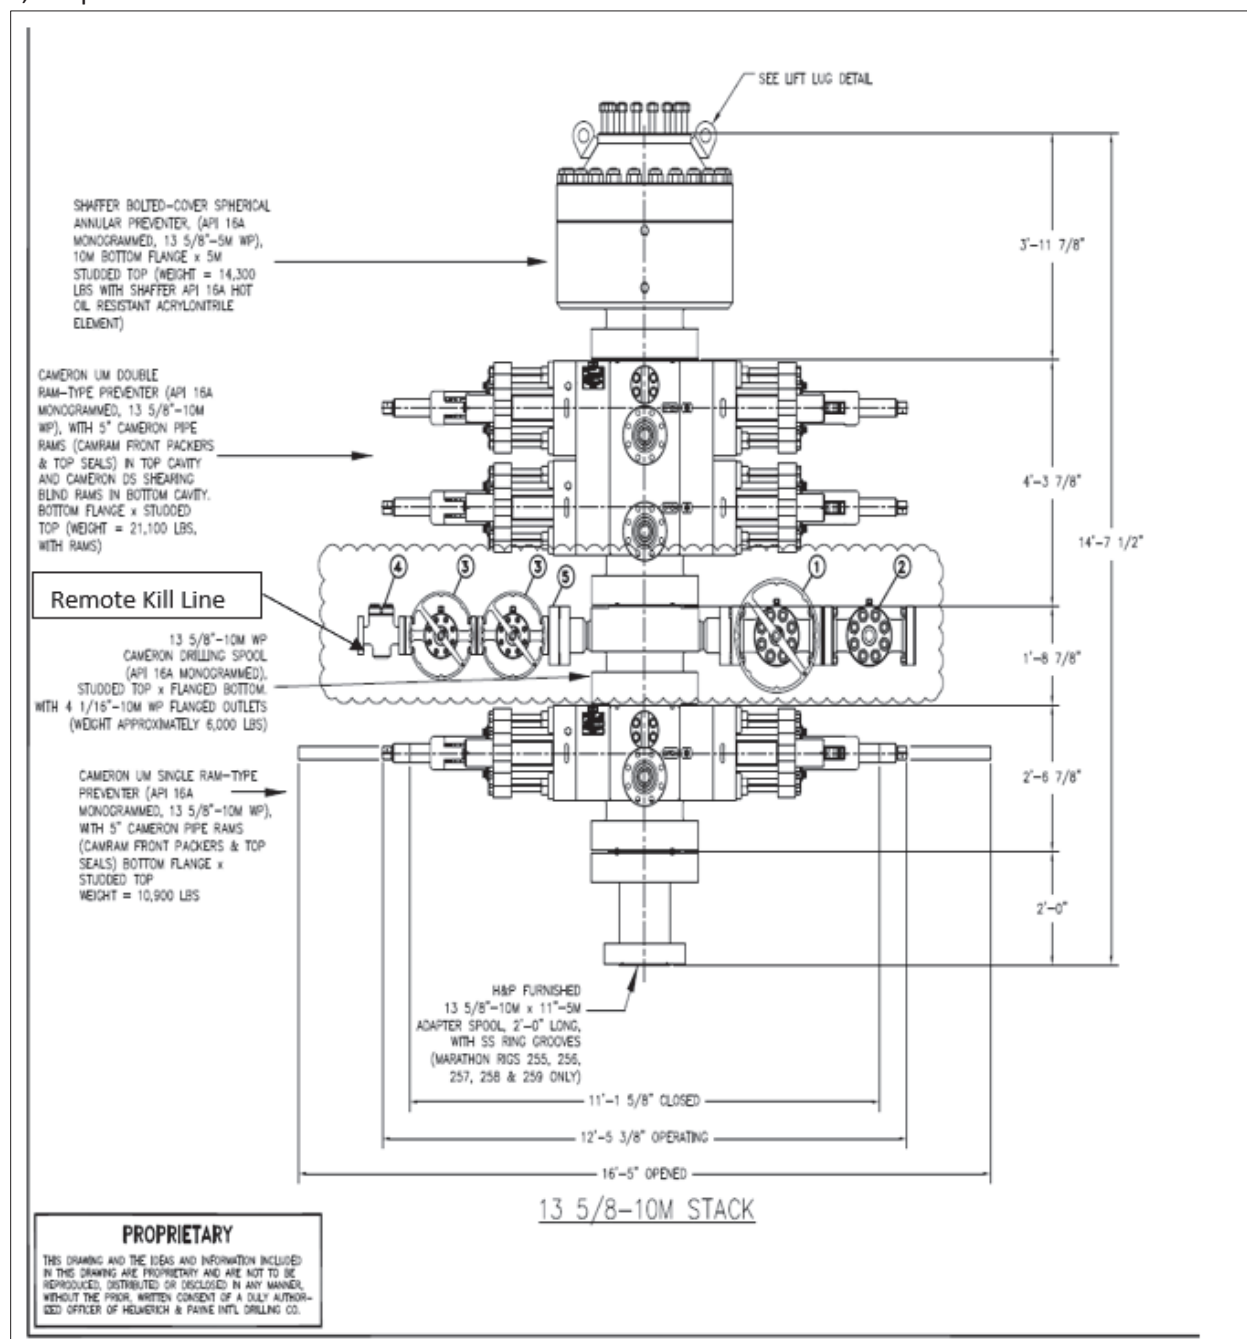 SEE LIFT LUG DETAIL
SHAFFER BOLTED-COVER SPHERICAL
ANNULAR PREVENTER, (API 16A
MONOGRAMMED, 13 5/8"-5M WP),
10M BOTTOM FLANGE x 5M
STUDDED TOP (WEIGHT = 14,300
LBS WITH SHAFFER API 16A HOT
OIL RESISTANT ACRYLONITRILE
ELEMENT)
3'-11 7/8"
CAMERON UM DOUBLE
RAM-TYPE PREVENTER (API 16A
MONOGRAMMED, 13 5/8"-10M
WP), WITH 5" CAMERON PIPE
RAMS (CAMRAM FRONT PACKERS
& TOP SEALS) IN TOP CAVITY
AND CAMERON DS SHEARING
BLIND RAMS IN BOTTOM CAVITY.
BOTTOM FLANGE x STUDDED
TOP (WEIGHT = 21,100 LBS,
WITH RAMS)
4'-3 7/8"
14'-7 1/2"
4
3
3
5
1
2
Remote Kill Line
13 5/8"-10M WP
CAMERON DRILLING SPOOL
(API 16A MONOGRAMMED),
STUDDED TOP x FLANGED BOTTOM.
WITH 4 1/16"-10M WP FLANGED OUTLETS
(WEIGHT APPROXIMATELY 6,000 LBS)
1'-8 7/8"
CAMERON UM SINGLE RAM-TYPE
PREVENTER (API 16A
MONOGRAMMED, 13 5/8"-10M WP),
WITH 5" CAMERON PIPE RAMS
(CAMRAM FRONT PACKERS & TOP
SEALS) BOTTOM FLANGE x
STUDDED TOP
WEIGHT = 10,900 LBS
2'-6 7/8"
2'-0"
H&P FURNISHED
13 5/8"-10M x 11"-5M
ADAPTER SPOOL, 2'-0" LONG,
WITH SS RING GROOVES
(MARATHON RIGS 255, 256,
257, 258 & 259 ONLY)
11'-1 5/8" CLOSED
12'-5 3/8" OPERATING
16'-5" OPENED
13 5/8-10M STACK
PROPRIETARY
THIS DRAWING AND THE IDEAS AND INFORMATION INCLUDED
IN THIS DRAWING ARE PROPRIETARY AND ARE NOT TO BE
REPRODUCED, DISTRIBUTED OR DISCLOSED IN ANY MANNER,
WITHOUT THE PRIOR, WRITTEN CONSENT OF A DULY AUTHOR-
IZED OFFICER OF HELMERICH & PAYNE INT'L DRILLING CO.